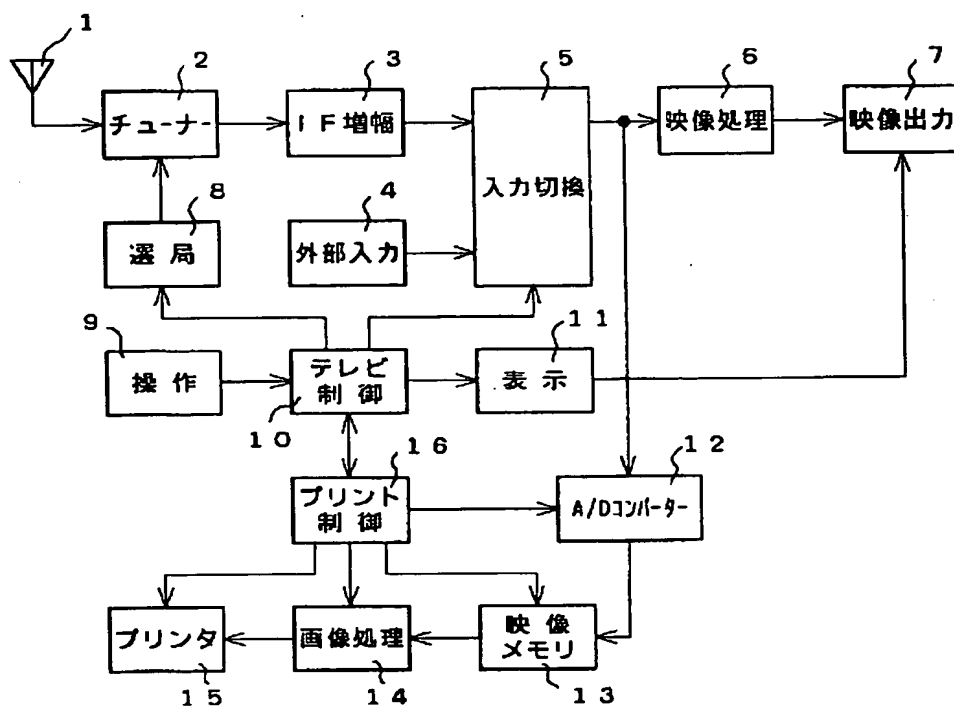 1
2
3
5
6
7
チューナー
IF増幅
入力切換
映像処理
映像出力
8
4
選局
外部入力
9
11
操作
テレビ
制御
表示
10
16
12
プリント
制御
A/Dコンバーター
プリンタ
画像処理
映像
メモリ
15
14
13